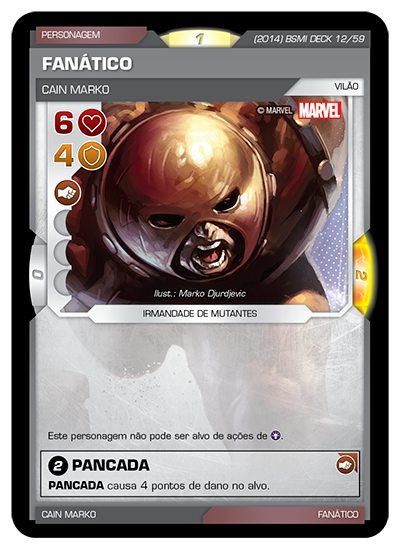 PERSONAGEM
1
(2014) BSMI DECK 12/59
FANÁTICO
CAIN MARKO
VILÃO
6
© MARVEL
MARVEL
4
0
2
Ilust.: Marko Djurdjevic
IRMANDADE DE MUTANTES
Este personagem não pode ser alvo de ações de .
2 PANCADA
PANCADA causa 4 pontos de dano no alvo.
CAIN MARKO
FANÁTICO